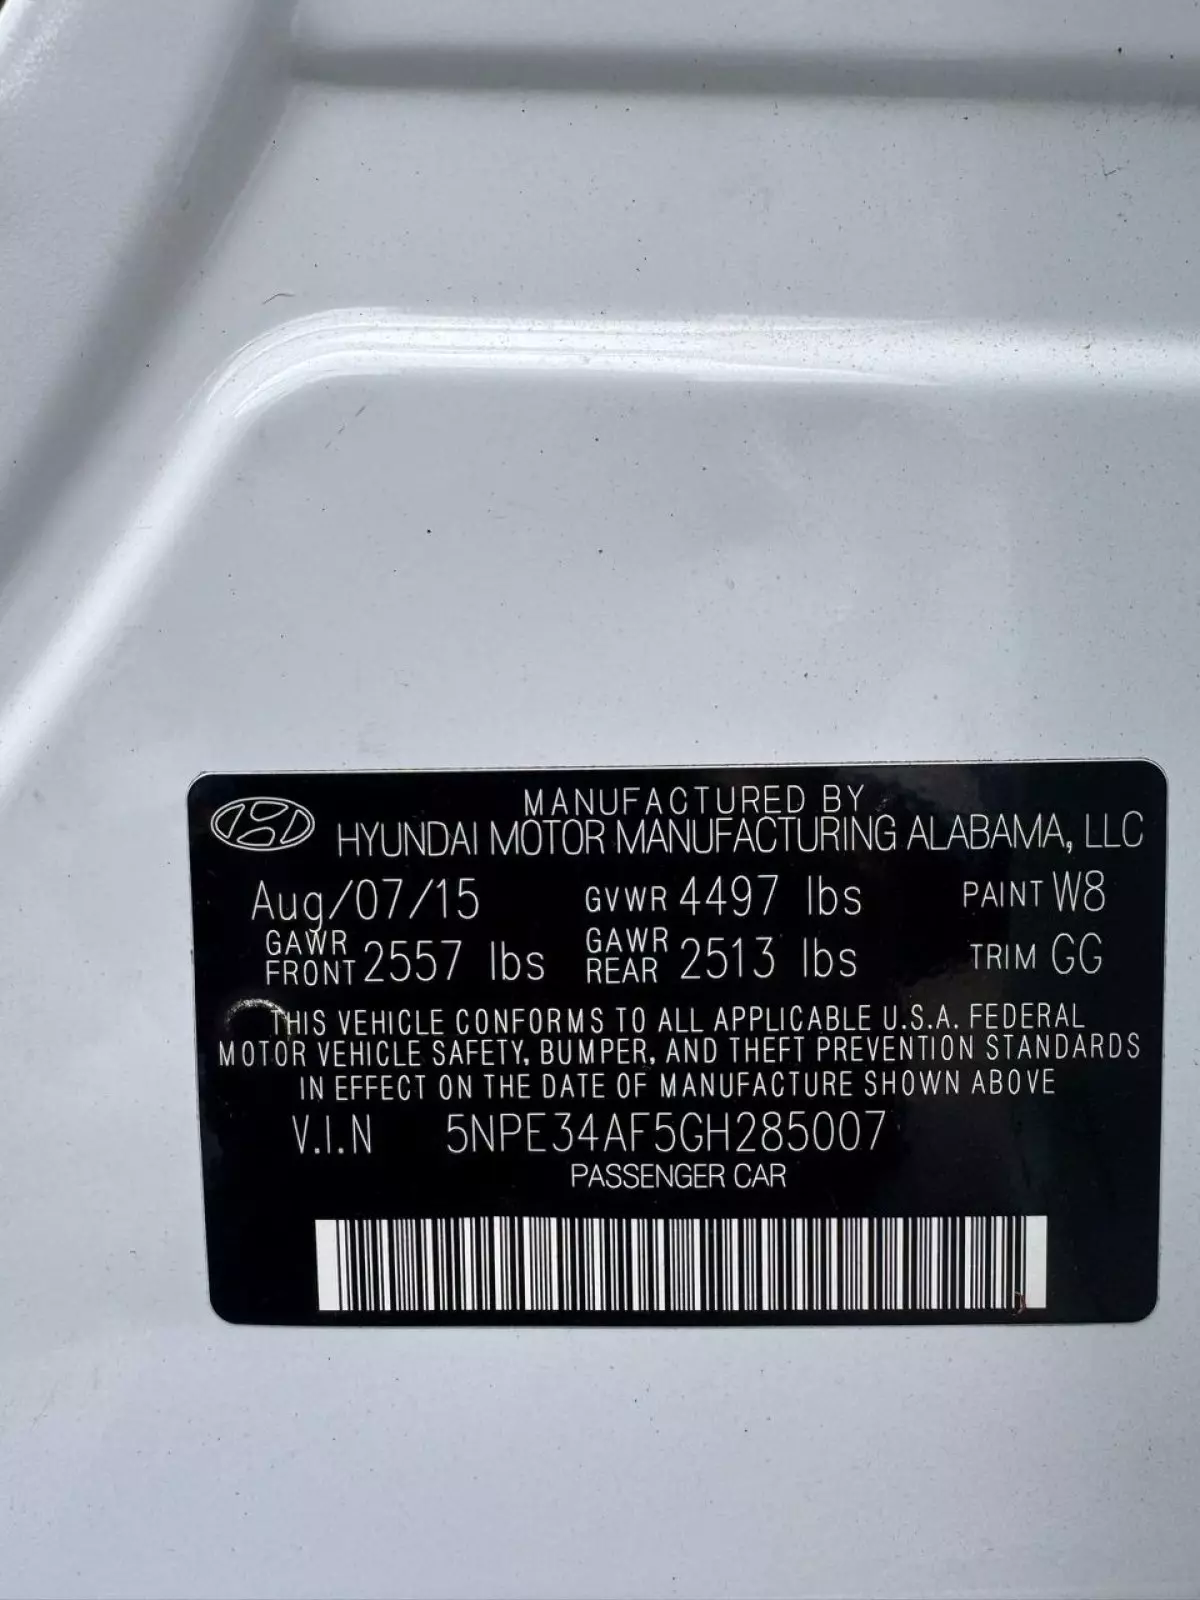 MANUFACTURED BY
HYUNDAI MOTOR MANUFACTURING ALABAMA, LLC
Aug/07/15 GVWR 4497 lbs PAINT W8
GAWR FRONT 2557 lbs GAWR REAR 2513 lbs TRIM GG
THIS VEHICLE CONFORMS TO ALL APPLICABLE U.S.A. FEDERAL
MOTOR VEHICLE SAFETY, BUMPER, AND THEFT PREVENTION STANDARDS
IN EFFECT ON THE DATE OF MANUFACTURE SHOWN ABOVE
V.I.N 5NPE34AF5GH285007
PASSENGER CAR